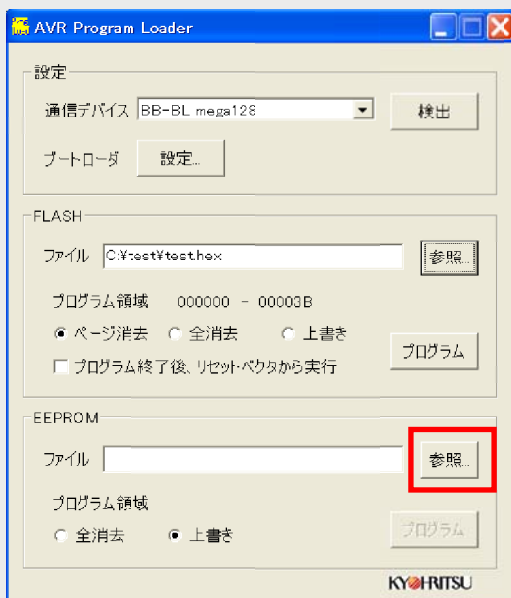 AVR Program Loader
設定
通信デバイス BB-BL mega128 検出
ブートローダ 設定...
FLASH
ファイル C:¥test¥test.hex 参照...
プログラム領域 000000 - 00003B
ページ消去 全消去 上書き
プログラム
プログラム終了後、リセットベクタから実行
EEPROM
ファイル 参照...
プログラム領域
全消去 上書き プログラム
KYOHRITSU